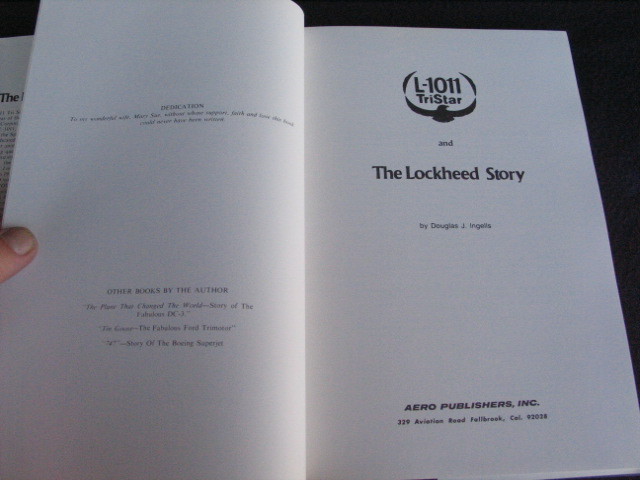 DEDICATION
To my wonderful wife, Mary Sue, without whose support, faith and love this book
could never have been written.
OTHER BOOKS BY THE AUTHOR
"The Plane That Changed The World—Story of The
Fabulous DC-3."
"Tin Goose—The Fabulous Ford Trimotor"
"747"—Story Of The Boeing Superjet
L-1011
TriStar
and
The Lockheed Story
by Douglas J. Ingells
AERO PUBLISHERS, INC.
329 Aviation Road Fallbrook, Cal. 92028